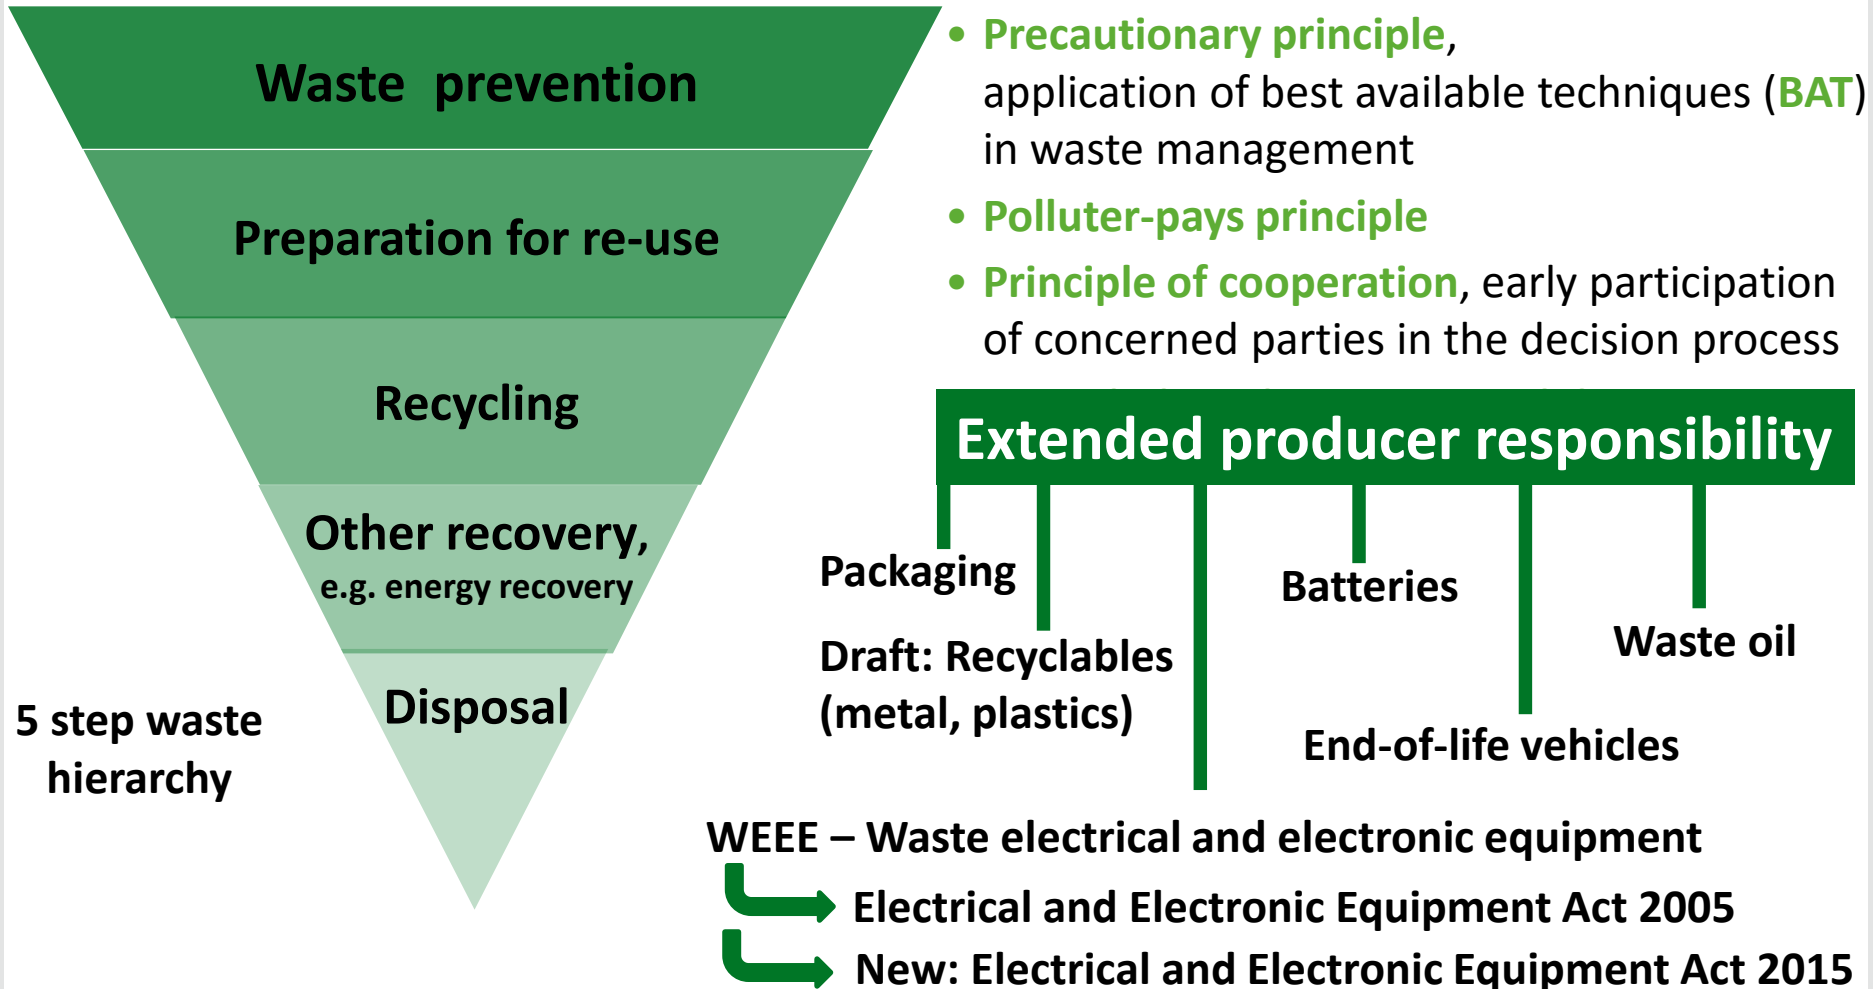 Waste prevention
Preparation for re-use
Recycling
Other recovery,
e.g. energy recovery
Disposal
5 step waste
hierarchy
• Precautionary principle,
application of best available techniques (BAT)
in waste management
• Polluter-pays principle
• Principle of cooperation, early participation
of concerned parties in the decision process
Extended producer responsibility
Packaging
Draft: Recyclables
(metal, plastics)
Batteries
Waste oil
End-of-life vehicles
WEEE – Waste electrical and electronic equipment
Electrical and Electronic Equipment Act 2005
New: Electrical and Electronic Equipment Act 2015